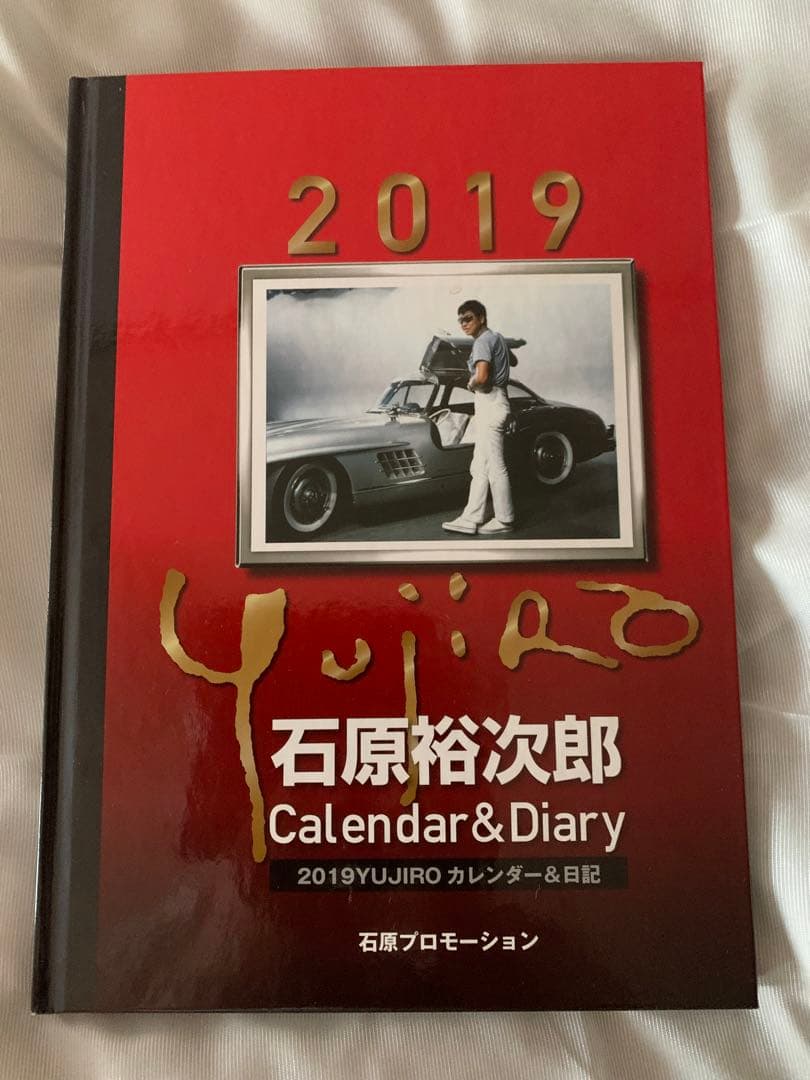 2019
Yujiro
石原裕次郎
Calendar&Diary
2019YUJIRO カレンダー&日記
石原プロモーション